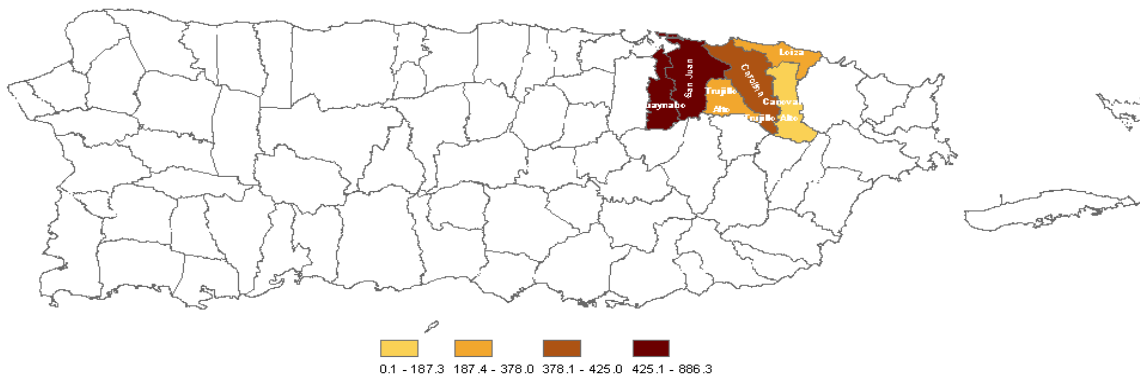 Loiza
San Juan
Carolina
Trujillo
Alto
uaynabo
Canova
Trujillo Alto
0.1 - 187.3
187.4 - 378.0
378.1 - 425.0
425.1 - 886.3